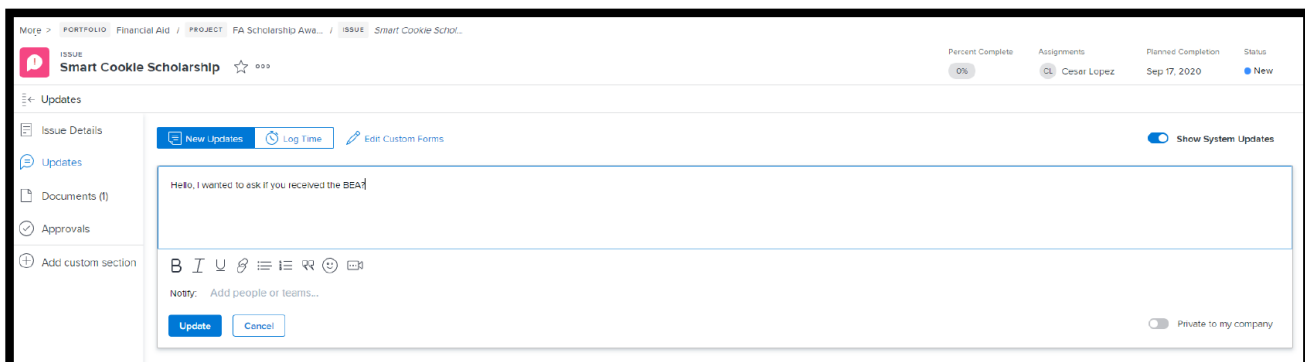 More > PORTFOLIO Financial Aid / PROJECT FA Scholarship Awa... / ISSUE Smart Cookie Schol...
ISSUE
Smart Cookie Scholarship
Percent Complete Assignments Planned Completion Status
0% CL Cesar Lopez Sep 17, 2020 New
Updates
Issue Details
New Updates Log Time Edit Custom Forms Show System Updates
Updates
Hello, I wanted to ask if you received the BEA?
Documents (1)
Approvals
Add custom section
B I U
Notify: Add people or teams...
Update Cancel Private to my company